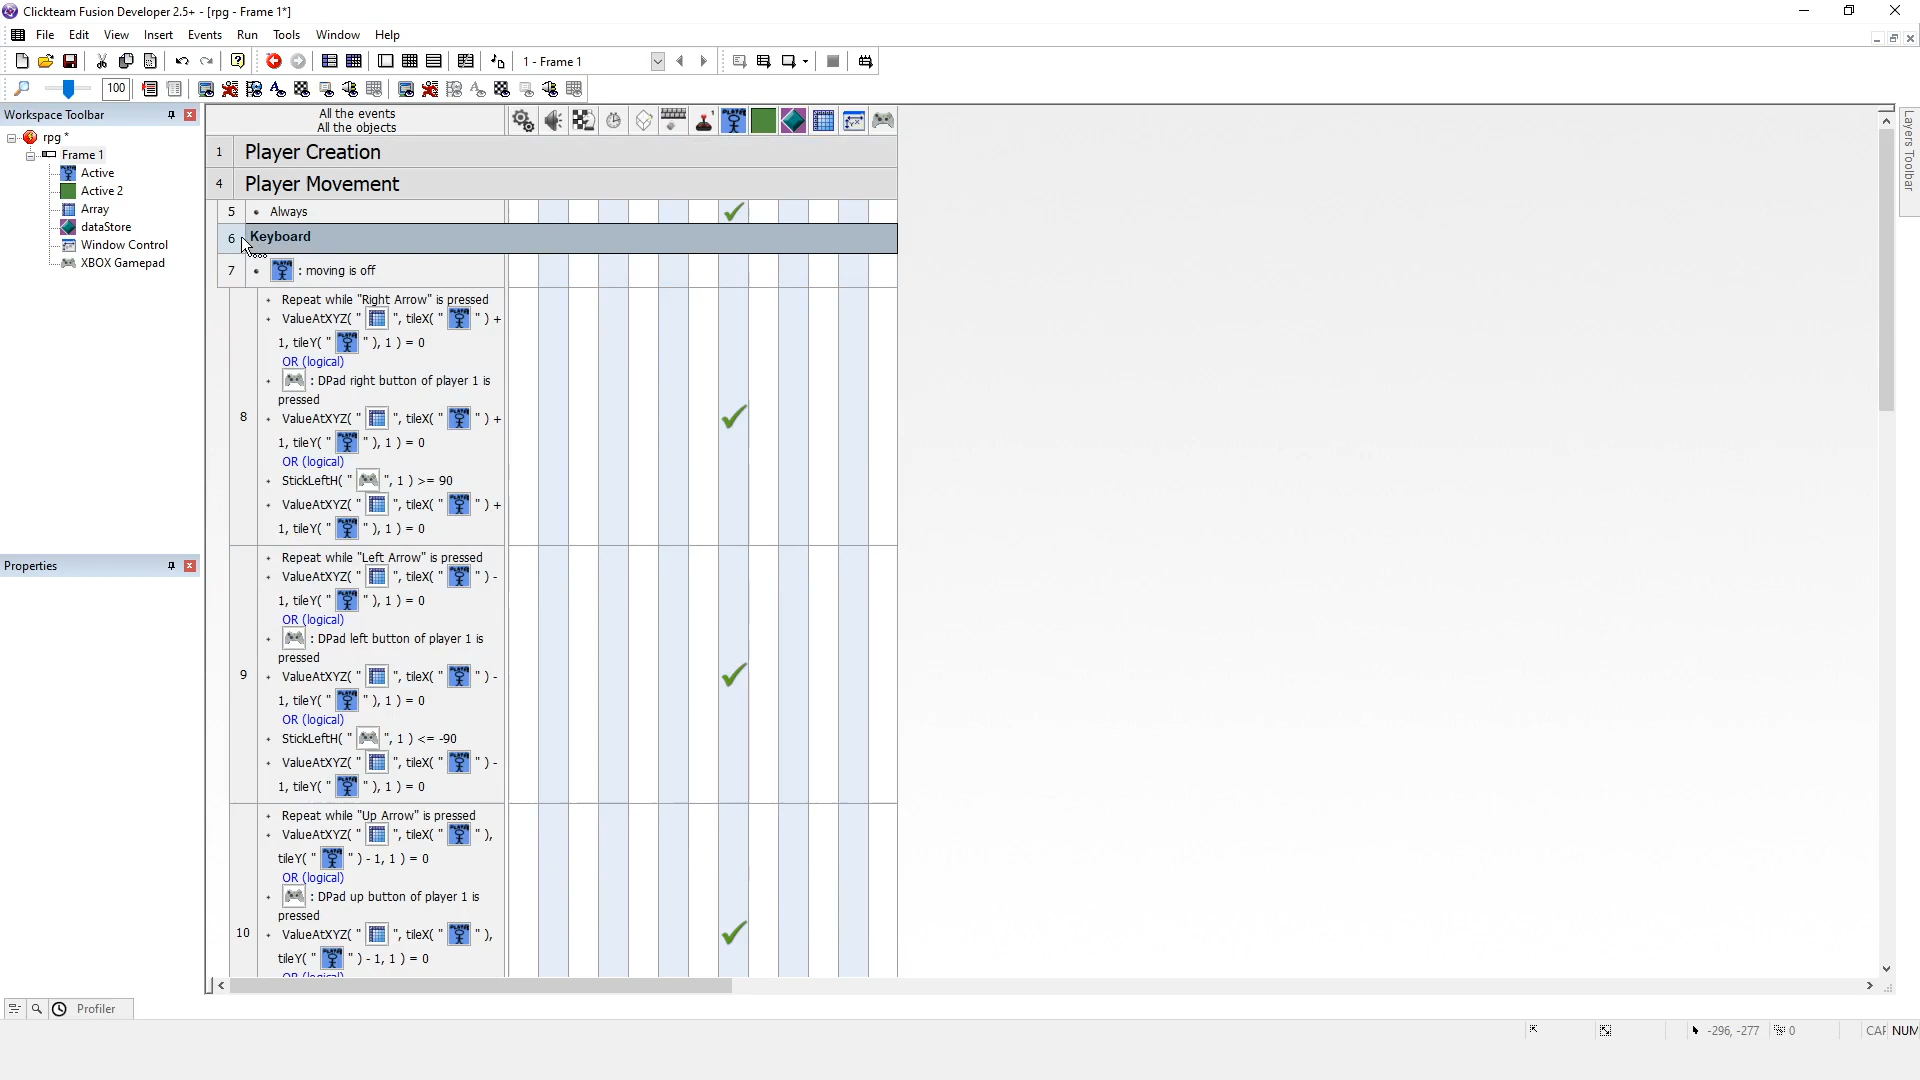 Clickteam Fusion Developer 2.5+ - [rpg - Frame 1*]
File Edit View Insert Events Run Tools Window Help
1 - Frame 1
100
Workspace Toolbar
rpg *
Frame 1
Active
Active 2
Array
dataStore
Window Control
XBOX Gamepad
Properties
All the events
All the objects
1 Player Creation
4 Player Movement
5 Always
6 Keyboard
7 : moving is off
8
Repeat while "Right Arrow" is pressed
ValueAtXYZ( " ", tileX( " " ) +
1, tileY( " " ), 1 ) = 0
OR (logical)
: DPad right button of player 1 is
pressed
ValueAtXYZ( " ", tileX( " " ) +
1, tileY( " " ), 1 ) = 0
OR (logical)
StickLeftH( " ", 1 ) >= 90
ValueAtXYZ( " ", tileX( " " ) +
1, tileY( " " ), 1 ) = 0
9
Repeat while "Left Arrow" is pressed
ValueAtXYZ( " ", tileX( " " ) -
1, tileY( " " ), 1 ) = 0
OR (logical)
: DPad left button of player 1 is
pressed
ValueAtXYZ( " ", tileX( " " ) -
1, tileY( " " ), 1 ) = 0
OR (logical)
StickLeftH( " ", 1 ) <= -90
ValueAtXYZ( " ", tileX( " " ) -
1, tileY( " " ), 1 ) = 0
10
Repeat while "Up Arrow" is pressed
ValueAtXYZ( " ", tileX( " " ),
tileY( " " ) - 1, 1 ) = 0
OR (logical)
: DPad up button of player 1 is
pressed
ValueAtXYZ( " ", tileX( " " ),
tileY( " " ) - 1, 1 ) = 0
OR (logical)
Layers Toolbar
Profiler
-296, -277
0
CAP NUM